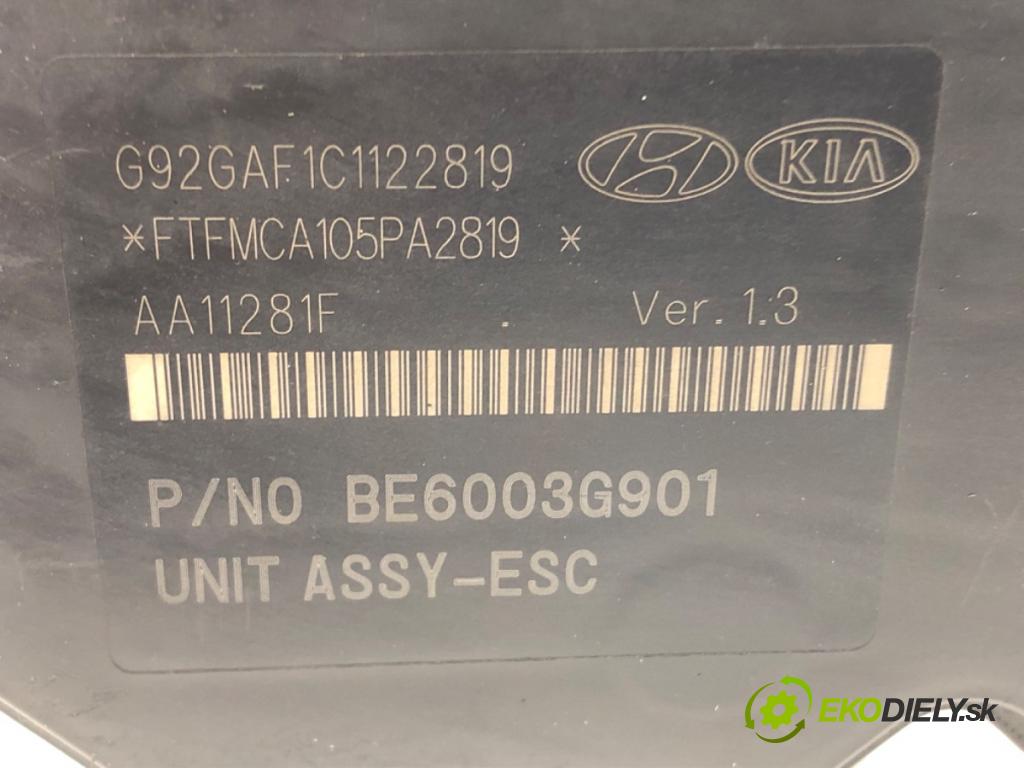 G92GAF1C1122819
KIA
*FTFMCA105PA2819 *
AA11281F . Ver. 1.3
P/NO BE6003G901
UNIT ASSY-ESC
EKODIELY.sk